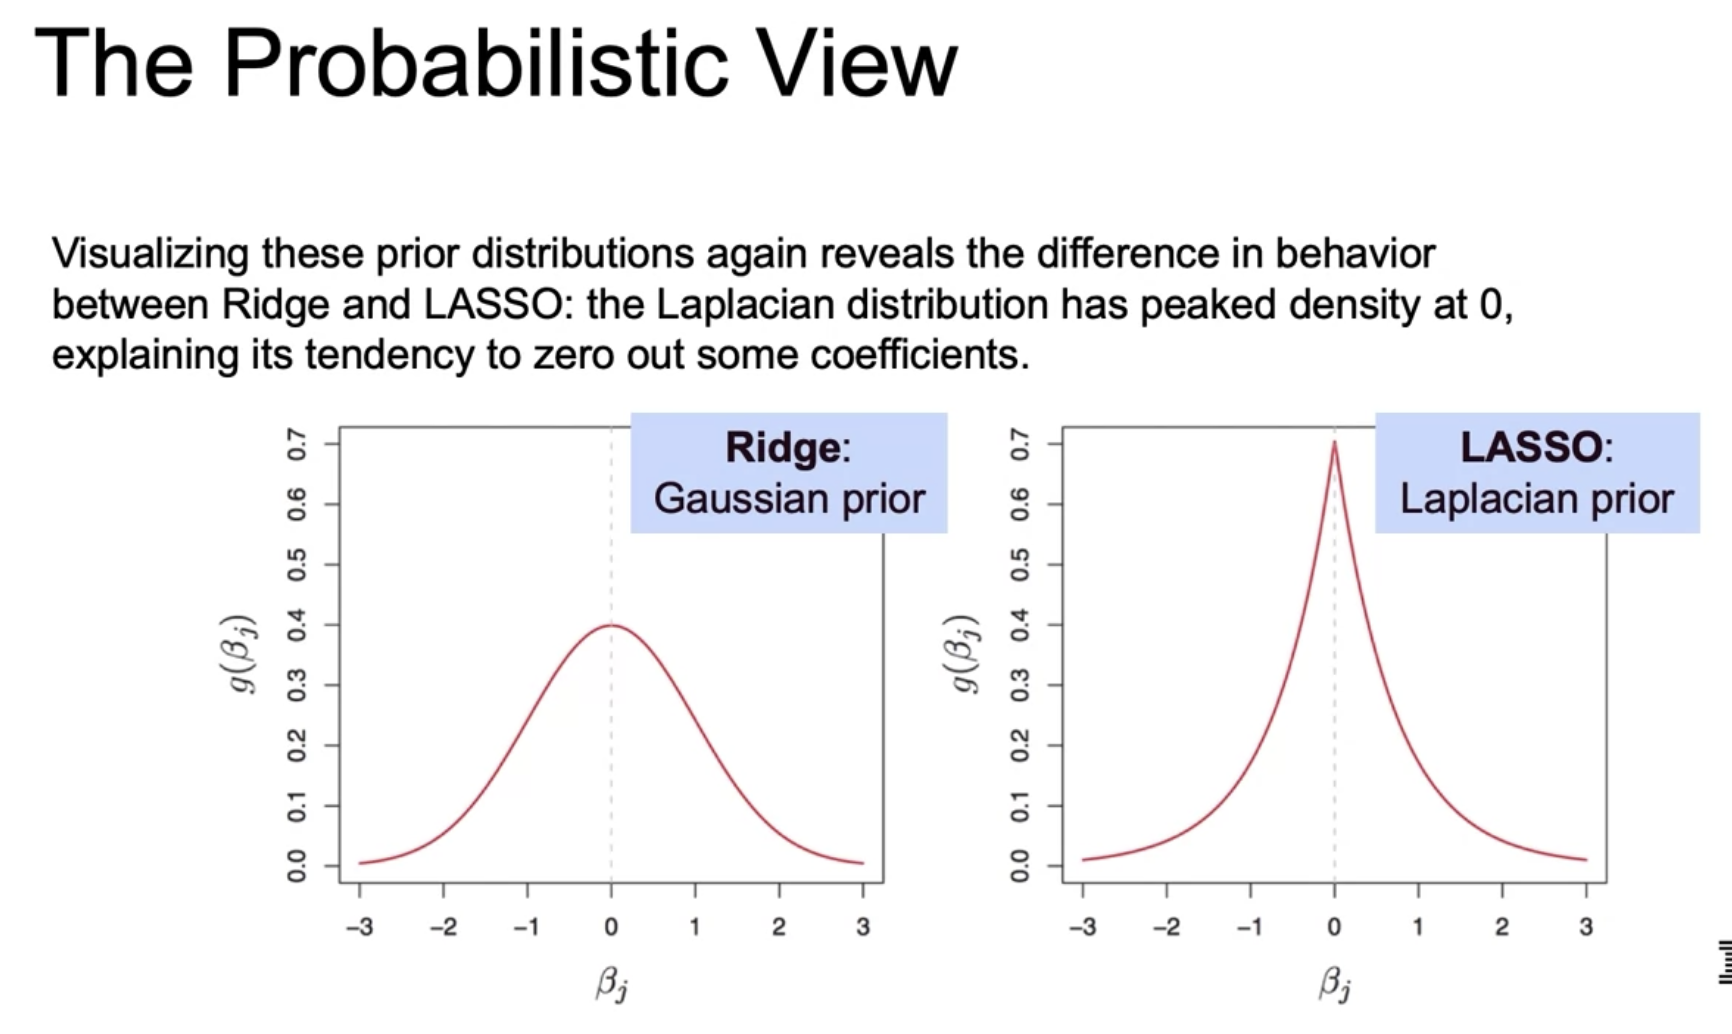 The Probabilistic View
Visualizing these prior distributions again reveals the difference in behavior
between Ridge and LASSO: the Laplacian distribution has peaked density at 0,
explaining its tendency to zero out some coefficients.
Ridge:
Gaussian prior
g(βj)
0.7
0.6
0.5
0.4
0.3
0.2
0.1
0.0
−3 −2 −1 0 1 2 3
βj
LASSO:
Laplacian prior
g(βj)
0.7
0.6
0.5
0.4
0.3
0.2
0.1
0.0
−3 −2 −1 0 1 2 3
βj